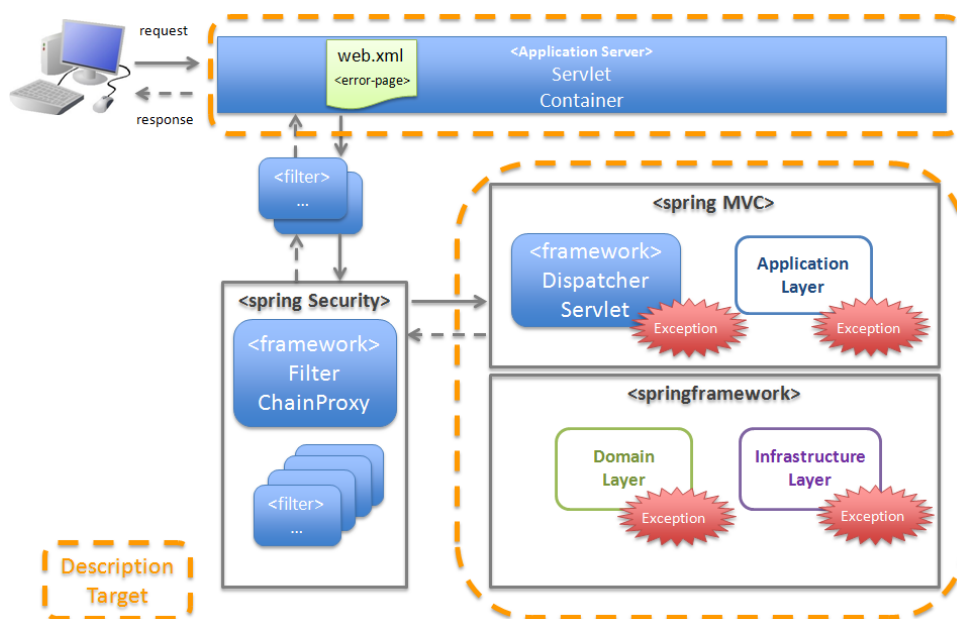 request
response
web.xml
<error-page>
<Application Server>
Servlet
Container
<filter>
...
<spring Security>
<framework>
Filter
ChainProxy
<filter>
...
<spring MVC>
<framework>
Dispatcher
Servlet
Exception
Application
Layer
Exception
<springframework>
Domain
Layer
Exception
Infrastructure
Layer
Exception
Description
Target